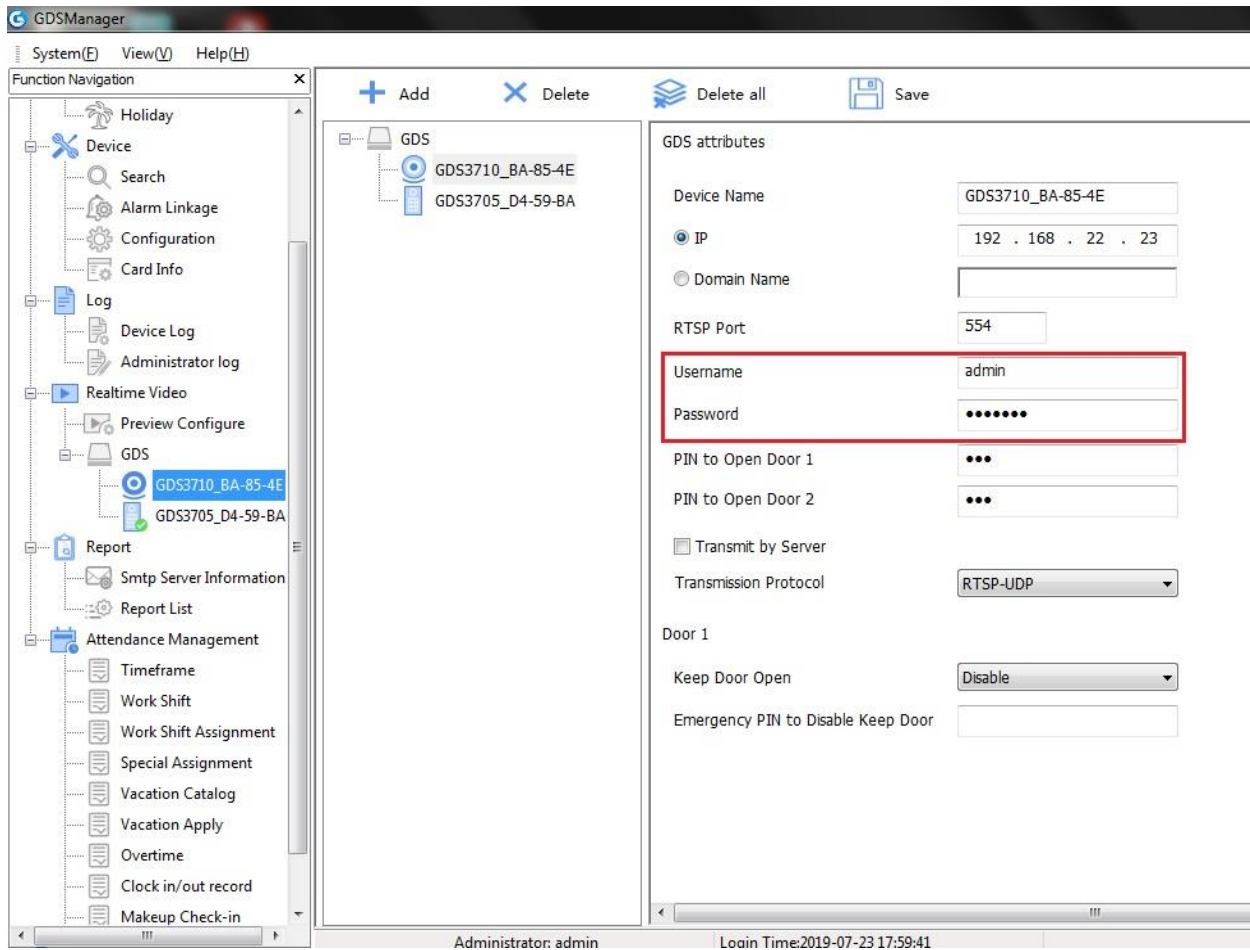 GDSManager
System(F) View(V) Help(H)
Function Navigation
Holiday
Device
Search
Alarm Linkage
Configuration
Card Info
Log
Device Log
Administrator log
Realtime Video
Preview Configure
GDS
GDS3710_BA-85-4E
GDS3705_D4-59-BA
Report
Smtp Server Information
Report List
Attendance Management
Timeframe
Work Shift
Work Shift Assignment
Special Assignment
Vacation Catalog
Vacation Apply
Overtime
Clock in/out record
Makeup Check-in
Add Delete Delete all Save
GDS
GDS3710_BA-85-4E
GDS3705_D4-59-BA
GDS attributes
Device Name GDS3710_BA-85-4E
IP 192 . 168 . 22 . 23
Domain Name
RTSP Port 554
Username admin
Password •••••••
PIN to Open Door 1 •••
PIN to Open Door 2 •••
Transmit by Server
Transmission Protocol RTSP-UDP
Door 1
Keep Door Open Disable
Emergency PIN to Disable Keep Door
Administrator: admin Login Time:2019-07-23 17:59:41